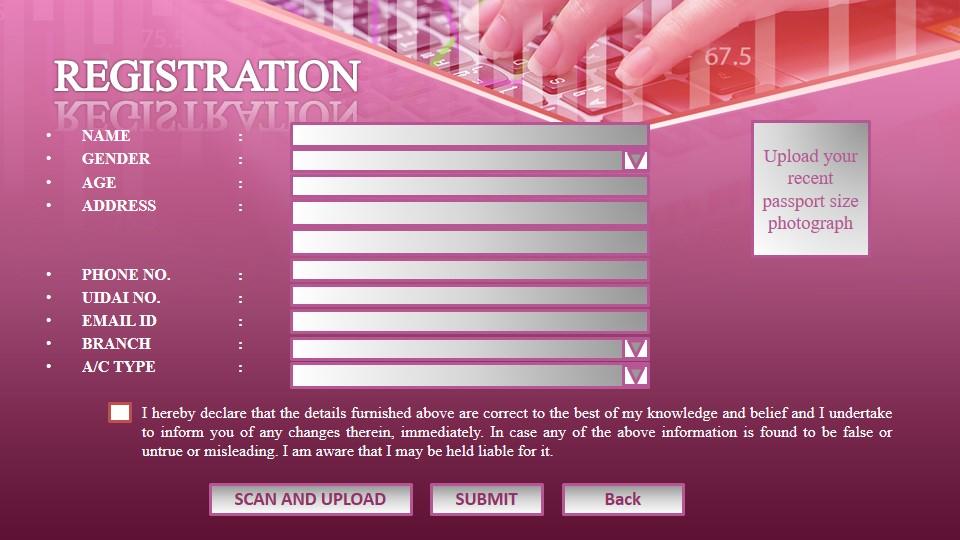 75.5
67.5
REGISTRATION
• NAME :
• GENDER :
• AGE :
• ADDRESS :
• PHONE NO. :
• UIDAI NO. :
• EMAIL ID :
• BRANCH :
• A/C TYPE :
Upload your
recent
passport size
photograph
I hereby declare that the details furnished above are correct to the best of my knowledge and belief and I undertake
to inform you of any changes therein, immediately. In case any of the above information is found to be false or
untrue or misleading. I am aware that I may be held liable for it.
SCAN AND UPLOAD
SUBMIT
Back